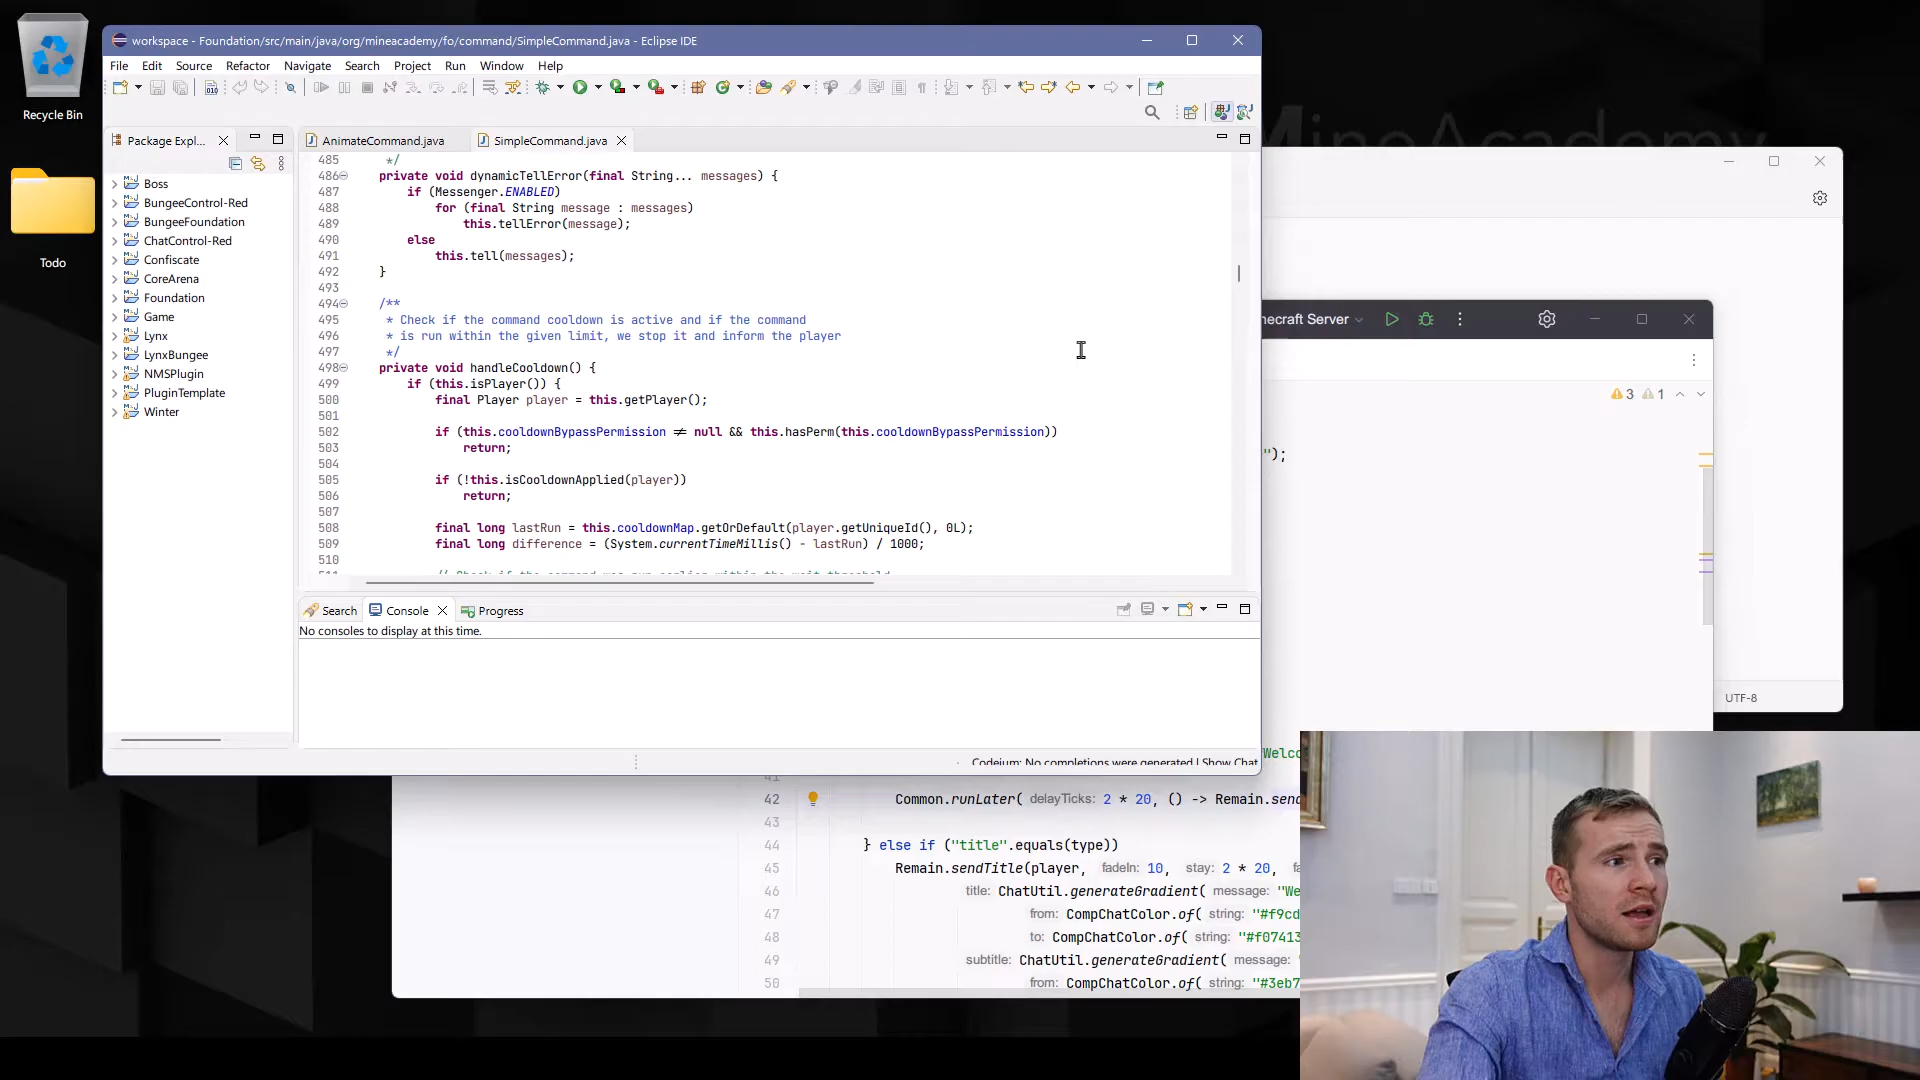 Recycle Bin
Todo
MineAcademy
workspace - Foundation/src/main/java/org/mineacademy/fo/command/SimpleCommand.java - Eclipse IDE
File Edit Source Refactor Navigate Search Project Run Window Help
Package Expl...
Boss
BungeeControl-Red
BungeeFoundation
ChatControl-Red
Confiscate
CoreArena
Foundation
Game
Lynx
LynxBungee
NMSPlugin
PluginTemplate
Winter
AnimateCommand.java SimpleCommand.java
485 */
486 private void dynamicTellError(final String... messages) {
487 if (Messenger.ENABLED)
488 for (final String message : messages)
489 this.tellError(message);
490 else
491 this.tell(messages);
492 }
493
494 /**
495 * Check if the command cooldown is active and if the command
496 * is run within the given limit, we stop it and inform the player
497 */
498 private void handleCooldown() {
499 if (this.isPlayer()) {
500 final Player player = this.getPlayer();
501
502 if (this.cooldownBypassPermission ≠ null && this.hasPerm(this.cooldownBypassPermission))
503 return;
504
505 if (!this.isCooldownApplied(player))
506 return;
507
508 final long lastRun = this.cooldownMap.getOrDefault(player.getUniqueId(), 0L);
509 final long difference = (System.currentTimeMillis() - lastRun) / 1000;
510
Search Console Progress
No consoles to display at this time.
Codeium: No completions were generated | Show Chat
necraft Server
3 1
");
UTF-8
"Welco
41
42 Common.runLater( delayTicks: 2 * 20, () -> Remain.send
43
44 } else if ("title".equals(type))
45 Remain.sendTitle(player, fadeIn: 10, stay: 2 * 20, fa
46 title: ChatUtil.generateGradient( message: "We
47 from: CompChatColor.of( string: "#f9cd
48 to: CompChatColor.of( string: "#f07413
49 subtitle: ChatUtil.generateGradient( message: "
50 from: CompChatColor.of( string: "#3eb7